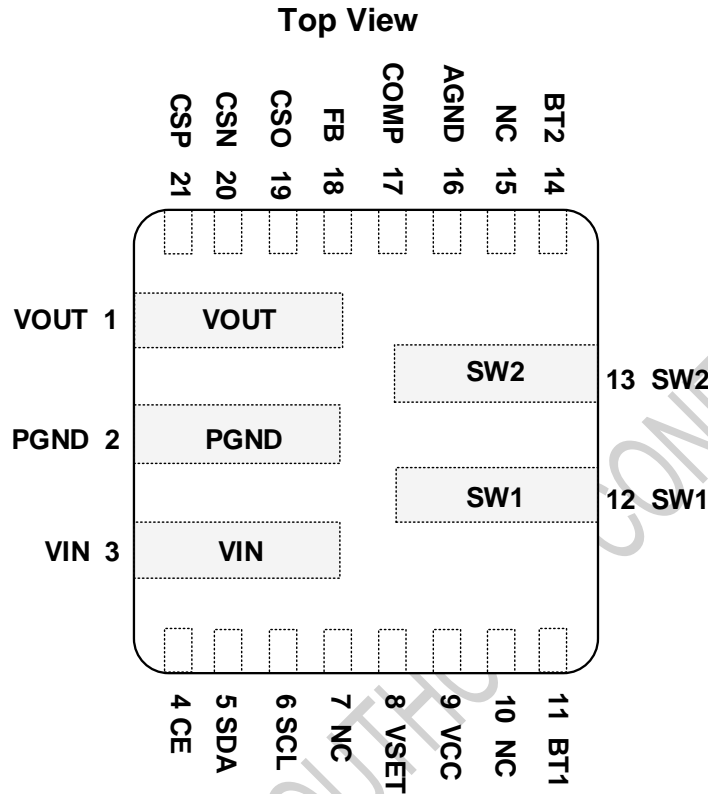 Top View
CSP 21
CSN 20
CSO 19
FB 18
COMP 17
AGND 16
NC 15
BT2 14
VOUT 1
VOUT
SW2
13 SW2
PGND 2
PGND
SW1
12 SW1
VIN 3
VIN
4 CE
5 SDA
6 SCL
7 NC
8 VSET
9 VCC
10 NC
11 BT1